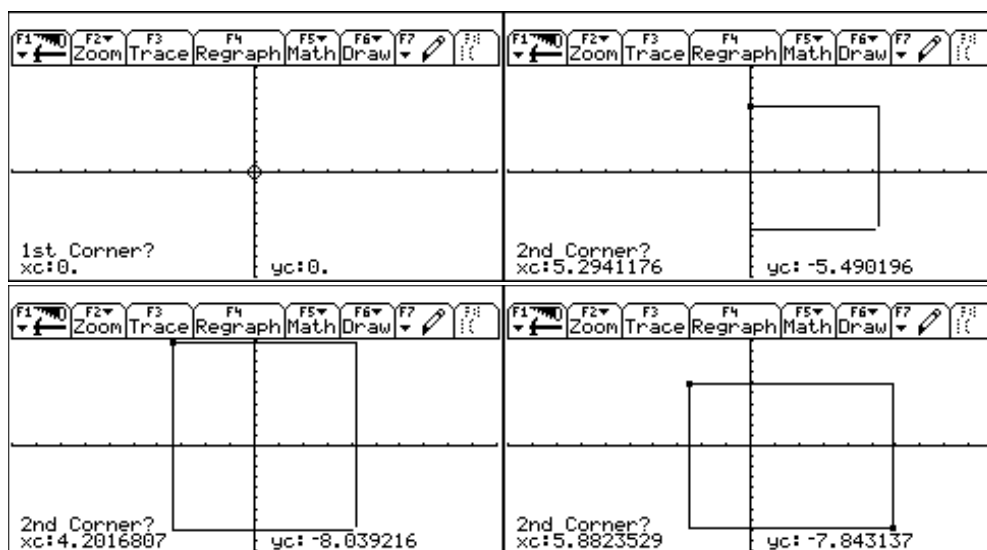 F1 F2 F3 F4 F5 F6 F7
Zoom Trace Regraph Math Draw
1st Corner?
xc:0. yc:0.
F1 F2 F3 F4 F5 F6 F7
Zoom Trace Regraph Math Draw
2nd Corner?
xc:5.2941176 yc:-5.490196
F1 F2 F3 F4 F5 F6 F7
Zoom Trace Regraph Math Draw
2nd Corner?
xc:4.2016807 yc:-8.039216
F1 F2 F3 F4 F5 F6 F7
Zoom Trace Regraph Math Draw
2nd Corner?
xc:5.8823529 yc:-7.843137